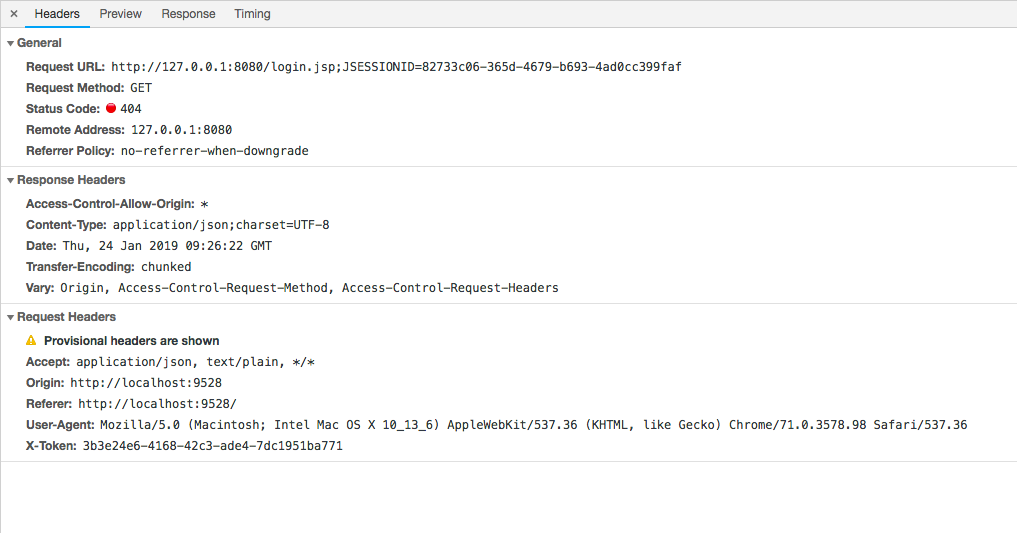 × Headers Preview Response Timing
▼ General
Request URL: http://127.0.0.1:8080/login.jsp;JSESSIONID=82733c06-365d-4679-b693-4ad0cc399faf
Request Method: GET
Status Code: 404
Remote Address: 127.0.0.1:8080
Referrer Policy: no-referrer-when-downgrade
▼ Response Headers
Access-Control-Allow-Origin: *
Content-Type: application/json;charset=UTF-8
Date: Thu, 24 Jan 2019 09:26:22 GMT
Transfer-Encoding: chunked
Vary: Origin, Access-Control-Request-Method, Access-Control-Request-Headers
▼ Request Headers
Provisional headers are shown
Accept: application/json, text/plain, */*
Origin: http://localhost:9528
Referer: http://localhost:9528/
User-Agent: Mozilla/5.0 (Macintosh; Intel Mac OS X 10_13_6) AppleWebKit/537.36 (KHTML, like Gecko) Chrome/71.0.3578.98 Safari/537.36
X-Token: 3b3e24e6-4168-42c3-ade4-7dc1951ba771